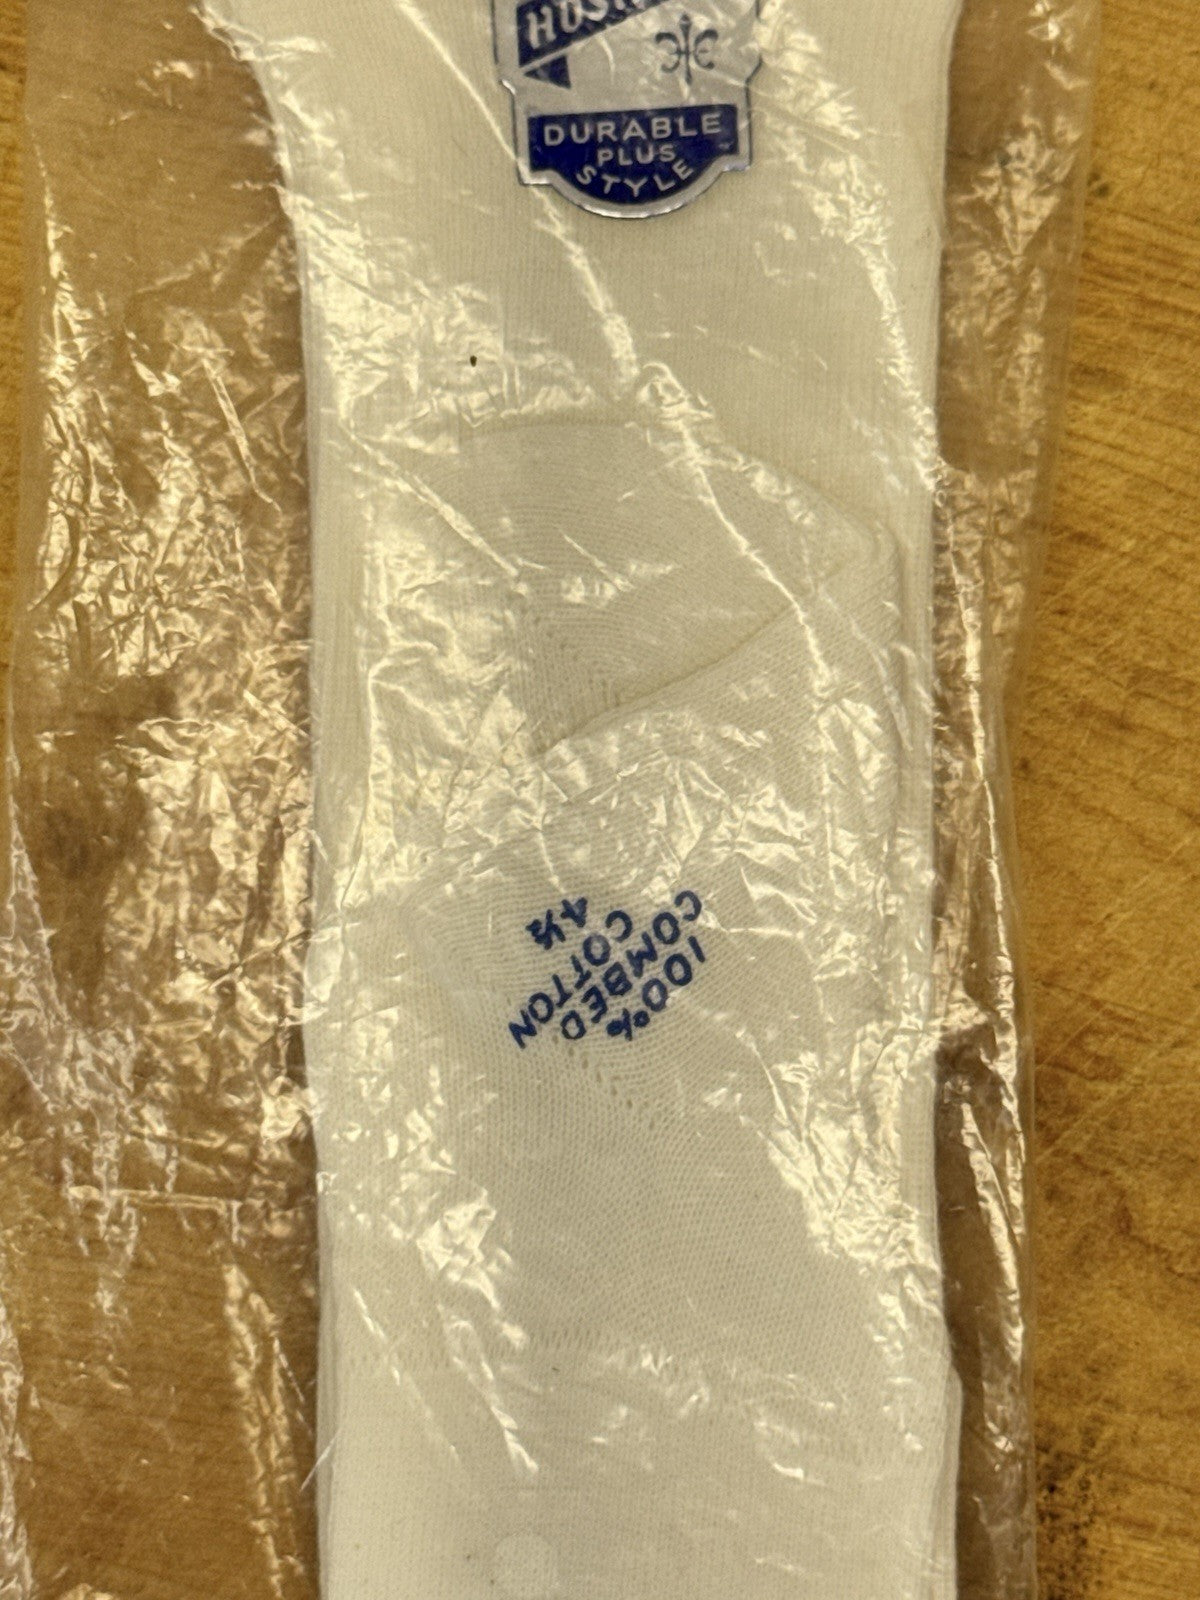 DURABLE
PLUS
STYLE
100%
COMBED
COTTON
4½